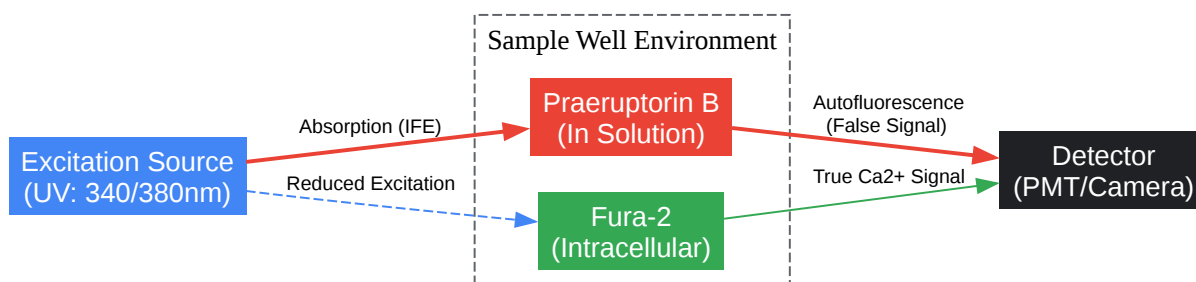 Sample Well Environment
Excitation Source
(UV: 340/380nm)
Absorption (IFE)
Reduced Excitation
Praeruptorin B
(In Solution)
Fura-2
(Intracellular)
Autofluorescence
(False Signal)
True Ca2+ Signal
Detector
(PMT/Camera)